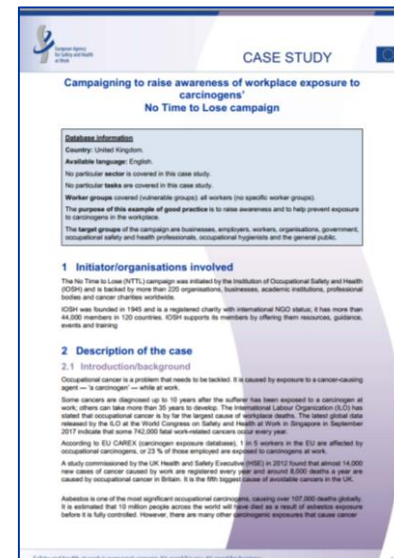 European Agency
for Safety and Health
at Work
CASE STUDY
Campaigning to raise awareness of workplace exposure to
carcinogens'
No Time to Lose campaign
Database information
Country: United Kingdom.
Available language: English.
No particular sector is covered in this case study.
No particular tasks are covered in this case study.
Worker groups covered (vulnerable groups): all workers (no specific worker groups).
The purpose of this example of good practice is to raise awareness and to help prevent exposure
to carcinogens in the workplace.
The target groups of the campaign are businesses, employers, workers, organisations, government,
occupational safety and health professionals, occupational hygienists and the general public.
1 Initiator/organisations involved
The No Time to Lose (NTTL) campaign was initiated by the Institution of Occupational Safety and Health
(IOSH) and is backed by more than 220 organisations, businesses, academic institutions, professional
bodies and cancer charities worldwide.
IOSH was founded in 1945 and is a registered charity with international NGO status; it has more than
44,000 members in 120 countries. IOSH supports its members by offering them resources, guidance,
events and training
2 Description of the case
2.1 Introduction/background
Occupational cancer is a problem that needs to be tackled. It is caused by exposure to a cancer-causing
agent — 'a carcinogen' — while at work.
Some cancers are diagnosed up to 10 years after the sufferer has been exposed to a carcinogen at
work; others can take more than 35 years to develop. The International Labour Organization (ILO) has
stated that occupational cancer is by far the largest cause of workplace deaths. The latest global data
released by the ILO at the World Congress on Safety and Health at Work in Singapore in September
2017 indicate that some 742,000 fatal work-related cancers occur every year.
According to EU CAREX (carcinogen exposure database), 1 in 5 workers in the EU are affected by
occupational carcinogens, or 23 % of those employed are exposed to carcinogens at work.
A study commissioned by the UK Health and Safety Executive (HSE) in 2012 found that almost 14,000
new cases of cancer caused by work are registered every year and around 8,000 deaths a year are
caused by occupational cancer in Britain. It is the fifth biggest cause of avoidable cancers in the UK.
Asbestos is one of the most significant occupational carcinogens, causing over 107,000 deaths globally.
It is estimated that 10 million people across the world will have died as a result of asbestos exposure
before it is fully controlled. However, there are many other carcinogenic exposures that cause cancer